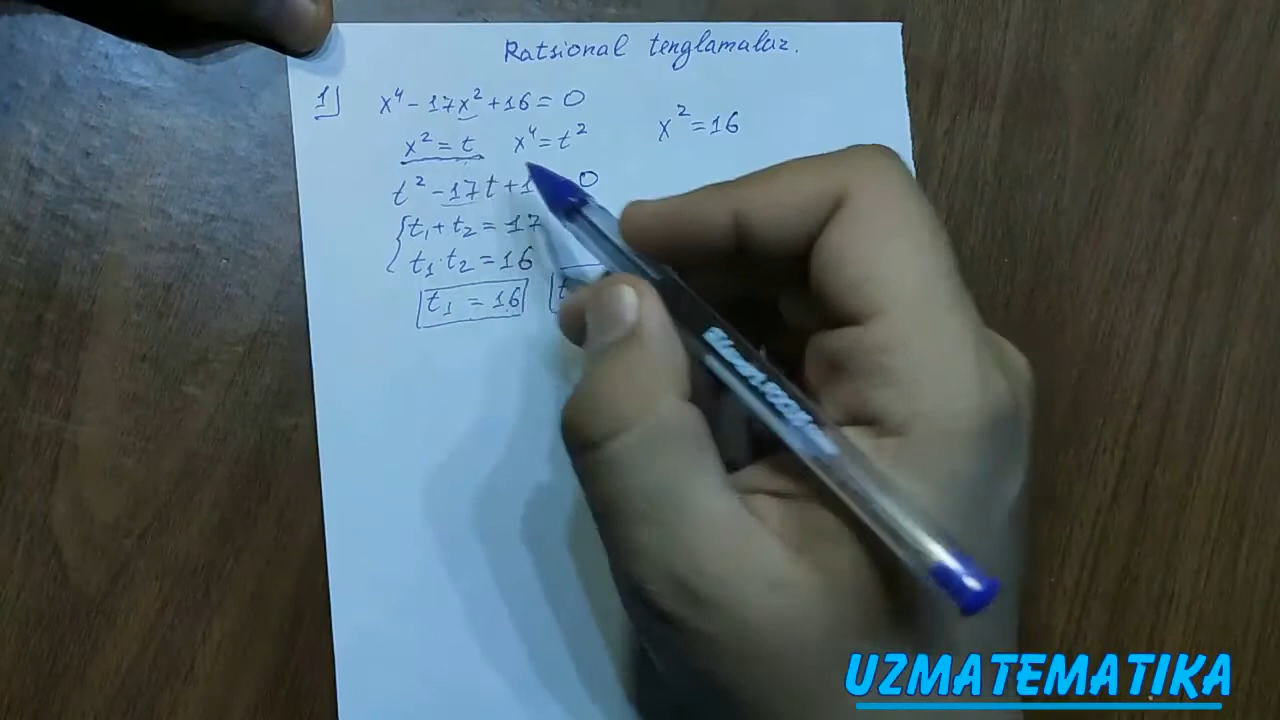 Ratsional tenglamalar.
1) x⁴ - 17x² + 16 = 0
x² = t x⁴ = t²
x² = 16
t² - 17t + 1 0
{t₁ + t₂ = 17
t₁ · t₂ = 16
t₁ = 16
UZMATEMATIKA